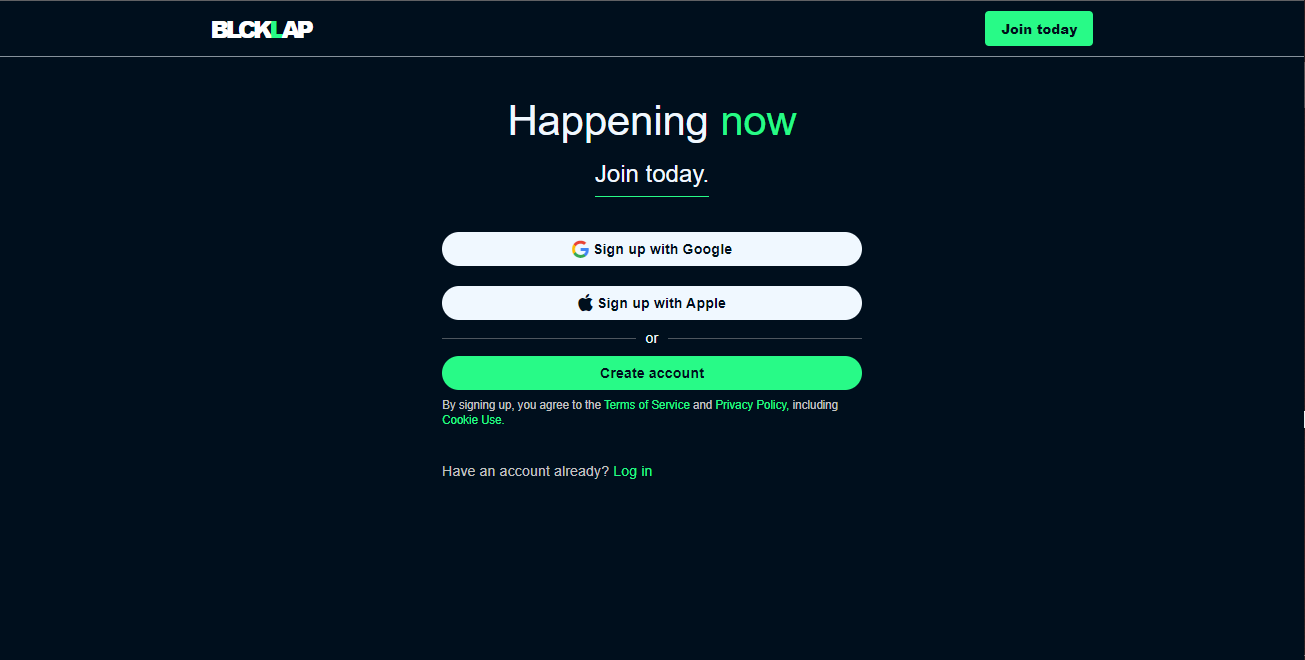 BLCKLAP
Join today
Happening now
Join today.
Sign up with Google
Sign up with Apple
or
Create account
By signing up, you agree to the Terms of Service and Privacy Policy, including
Cookie Use.
Have an account already? Log in